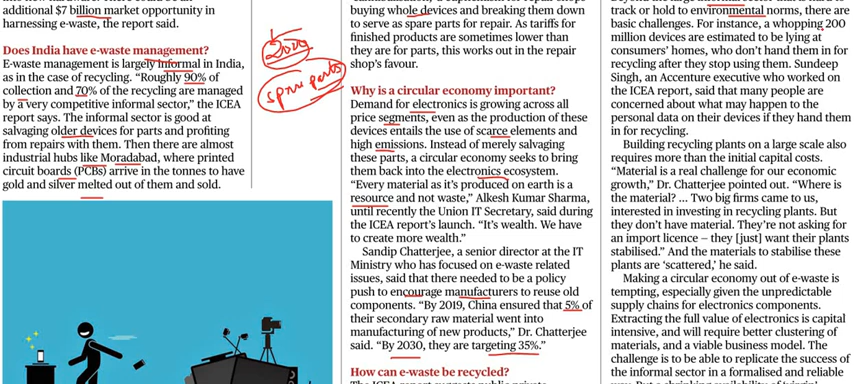 additional $7 billion market opportunity in
harnessing e-waste, the report said.
Does India have e-waste management?
E-waste management is largely informal in India,
as in the case of recycling. “Roughly 90% of
collection and 70% of the recycling are managed
by a very competitive informal sector,” the ICEA
report says. The informal sector is good at
salvaging older devices for parts and profiting
from repairs with them. Then there are almost
industrial hubs like Moradabad, where printed
circuit boards (PCBs) arrive in the tonnes to have
gold and silver melted out of them and sold.
spare parts
buying whole devices and breaking them down
to serve as spare parts for repair. As tariffs for
finished products are sometimes lower than
they are for parts, this works out in the repair
shop’s favour.
Why is a circular economy important?
Demand for electronics is growing across all
price segments, even as the production of these
devices entails the use of scarce elements and
high emissions. Instead of merely salvaging
these parts, a circular economy seeks to bring
them back into the electronics ecosystem.
“Every material as it’s produced on earth is a
resource and not waste,” Alkesh Kumar Sharma,
until recently the Union IT Secretary, said during
the ICEA report’s launch. “It’s wealth. We have
to create more wealth.”
Sandip Chatterjee, a senior director at the IT
Ministry who has focused on e-waste related
issues, said that there needed to be a policy
push to encourage manufacturers to reuse old
components. “By 2019, China ensured that 5% of
their secondary raw material went into
manufacturing of new products,” Dr. Chatterjee
said. “By 2030, they are targeting 35%.”
How can e-waste be recycled?
track or hold to environmental norms, there are
basic challenges. For instance, a whopping 200
million devices are estimated to be lying at
consumers’ homes, who don’t hand them in for
recycling after they stop using them. Sundeep
Singh, an Accenture executive who worked on
the ICEA report, said that many people are
concerned about what may happen to the
personal data on their devices if they hand them
in for recycling.
Building recycling plants on a large scale also
requires more than the initial capital costs.
“Material is a real challenge for our economic
growth,” Dr. Chatterjee pointed out. “Where is
the material? ... Two big firms came to us,
interested in investing in recycling plants. But
they don’t have material. They’re not asking for
an import licence – they [just] want their plants
stabilised.” And the materials to stabilise these
plants are ‘scattered,’ he said.
Making a circular economy out of e-waste is
tempting, especially given the unpredictable
supply chains for electronics components.
Extracting the full value of electronics is capital
intensive, and will require better clustering of
materials, and a viable business model. The
challenge is to be able to replicate the success of
the informal sector in a formalised and reliable